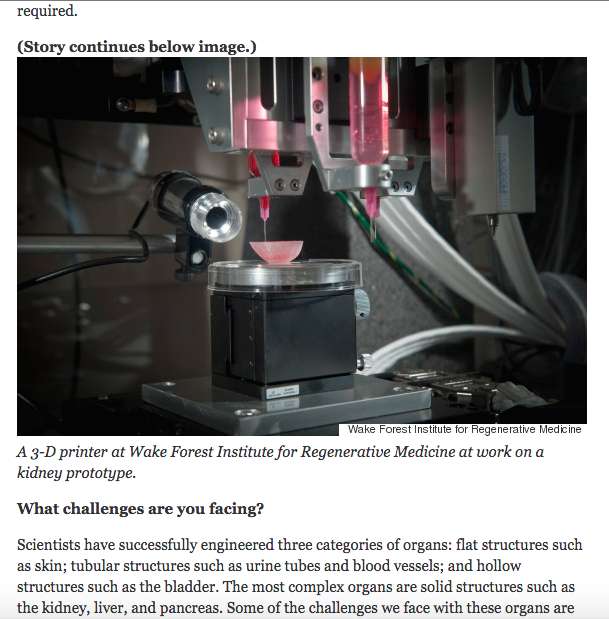 required.
(Story continues below image.)
Wake Forest Institute for Regenerative Medicine
A 3-D printer at Wake Forest Institute for Regenerative Medicine at work on a
kidney prototype.
What challenges are you facing?
Scientists have successfully engineered three categories of organs: flat structures such
as skin; tubular structures such as urine tubes and blood vessels; and hollow
structures such as the bladder. The most complex organs are solid structures such as
the kidney, liver, and pancreas. Some of the challenges we face with these organs are